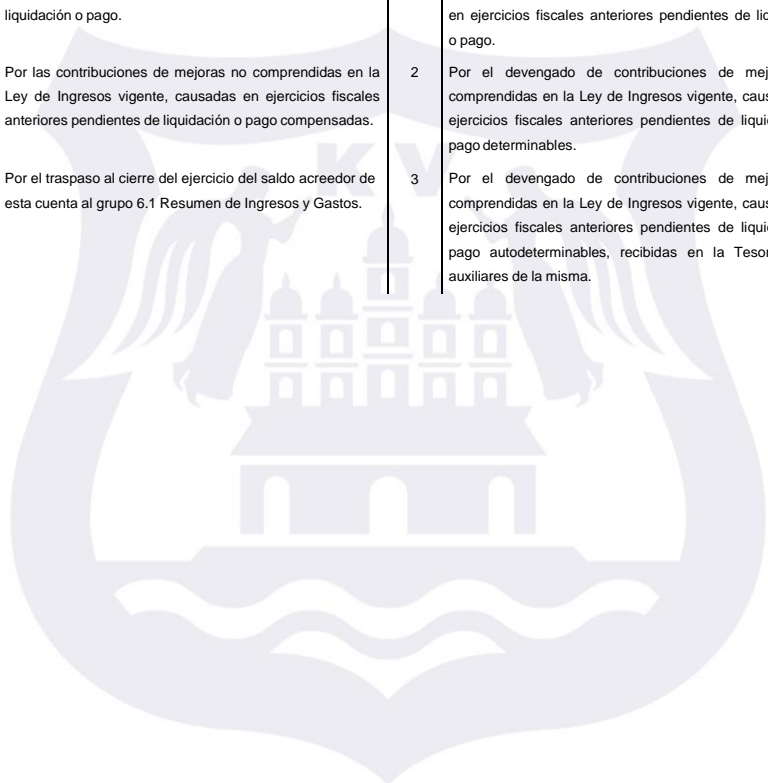 liquidación o pago.
Por las contribuciones de mejoras no comprendidas en la
Ley de Ingresos vigente, causadas en ejercicios fiscales
anteriores pendientes de liquidación o pago compensadas.
Por el traspaso al cierre del ejercicio del saldo acreedor de
esta cuenta al grupo 6.1 Resumen de Ingresos y Gastos.
en ejercicios fiscales anteriores pendientes de
o pago.
2 Por el devengado de contribuciones de
comprendidas en la Ley de Ingresos vigente,
ejercicios fiscales anteriores pendientes de
pago determinables.
3 Por el devengado de contribuciones de
comprendidas en la Ley de Ingresos vigente,
ejercicios fiscales anteriores pendientes de
pago autodeterminables, recibidas en la
auxiliares de la misma.
K V